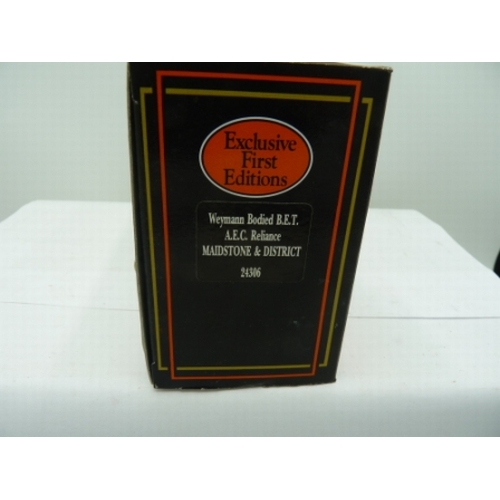 Exclusive
First
Editions
Weymann Bodied B.E.T.
A.E.C. Reliance
MAIDSTONE & DISTRICT
24306